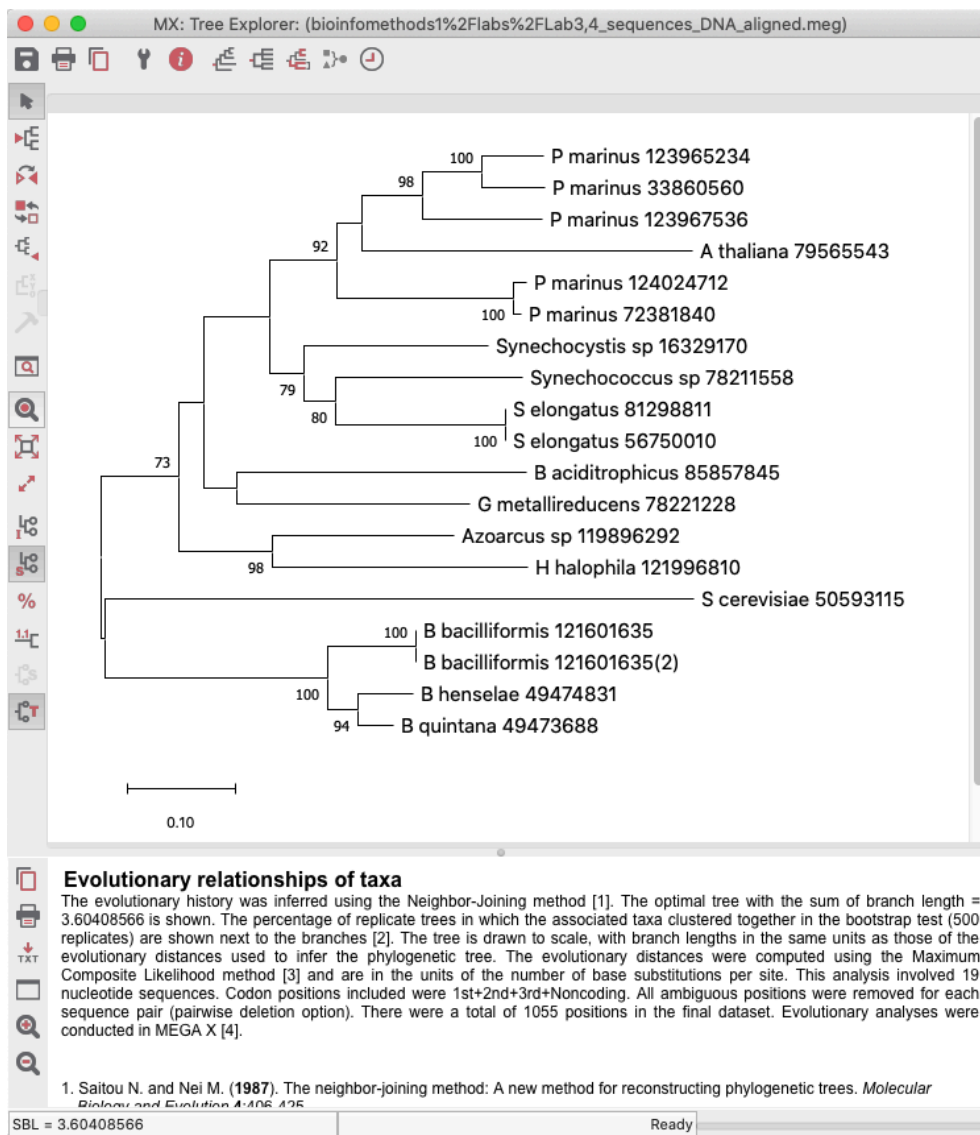 MX: Tree Explorer: (bioinfomethods1%2Flabs%2FLab3,4_sequences_DNA_aligned.meg)
100
P marinus 123965234
98
P marinus 33860560
P marinus 123967536
92
A thaliana 79565543
P marinus 124024712
100
P marinus 72381840
Synechocystis sp 16329170
79
Synechococcus sp 78211558
80
S elongatus 81298811
100
S elongatus 56750010
73
B aciditrophicus 85857845
G metallireducens 78221228
Azoarcus sp 119896292
98
H halophila 121996810
S cerevisiae 50593115
100
B bacilliformis 121601635
B bacilliformis 121601635(2)
100
B henselae 49474831
94
B quintana 49473688
0.10
%
1.1
TXT
Evolutionary relationships of taxa
The evolutionary history was inferred using the Neighbor-Joining method [1]. The optimal tree with the sum of branch length =
3.60408566 is shown. The percentage of replicate trees in which the associated taxa clustered together in the bootstrap test (500
replicates) are shown next to the branches [2]. The tree is drawn to scale, with branch lengths in the same units as those of the
evolutionary distances used to infer the phylogenetic tree. The evolutionary distances were computed using the Maximum
Composite Likelihood method [3] and are in the units of the number of base substitutions per site. This analysis involved 19
nucleotide sequences. Codon positions included were 1st+2nd+3rd+Noncoding. All ambiguous positions were removed for each
sequence pair (pairwise deletion option). There were a total of 1055 positions in the final dataset. Evolutionary analyses were
conducted in MEGA X [4].
1. Saitou N. and Nei M. (1987). The neighbor-joining method: A new method for reconstructing phylogenetic trees. Molecular
Biology and Evolution 4:406-425.
SBL = 3.60408566
Ready